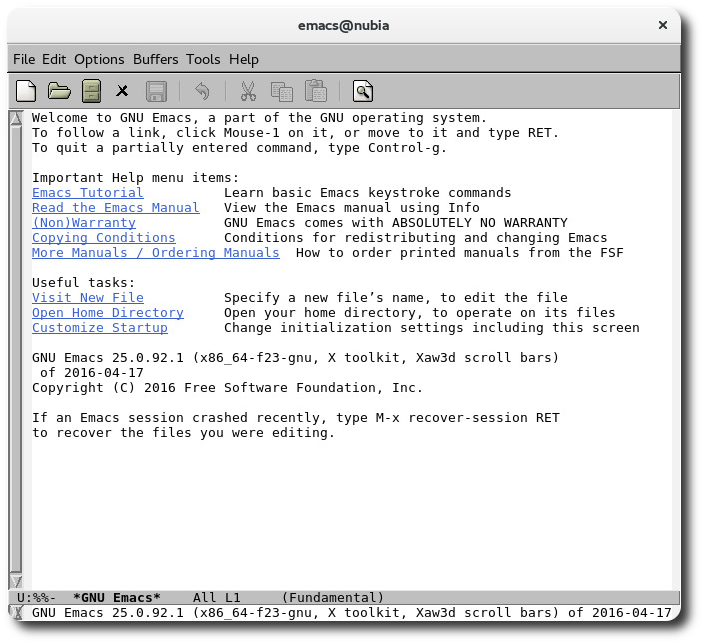 emacs@nubia
File Edit Options Buffers Tools Help
Welcome to GNU Emacs, a part of the GNU operating system.
To follow a link, click Mouse-1 on it, or move to it and type RET.
To quit a partially entered command, type Control-g.
Important Help menu items:
Emacs Tutorial Learn basic Emacs keystroke commands
Read the Emacs Manual View the Emacs manual using Info
(Non)Warranty GNU Emacs comes with ABSOLUTELY NO WARRANTY
Copying Conditions Conditions for redistributing and changing Emacs
More Manuals / Ordering Manuals How to order printed manuals from the FSF
Useful tasks:
Visit New File Specify a new file’s name, to edit the file
Open Home Directory Open your home directory, to operate on its files
Customize Startup Change initialization settings including this screen
GNU Emacs 25.0.92.1 (x86_64-f23-gnu, X toolkit, Xaw3d scroll bars)
of 2016-04-17
Copyright (C) 2016 Free Software Foundation, Inc.
If an Emacs session crashed recently, type M-x recover-session RET
to recover the files you were editing.
U:%%- *GNU Emacs* All L1 (Fundamental)
GNU Emacs 25.0.92.1 (x86_64-f23-gnu, X toolkit, Xaw3d scroll bars) of 2016-04-17